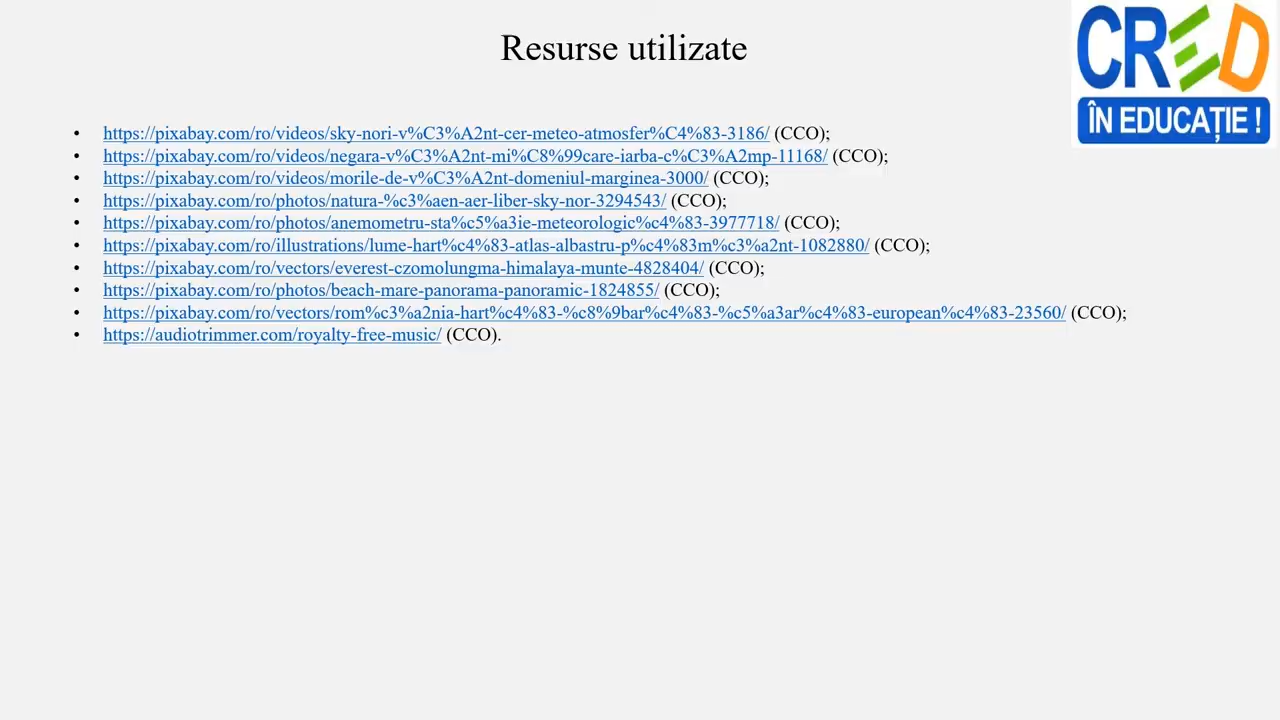 Resurse utilizate
CRED
ÎN EDUCAȚIE !
• https://pixabay.com/ro/videos/sky-nori-v%C3%A2nt-cer-meteo-atmosfer%C4%83-3186/ (CCO);
• https://pixabay.com/ro/videos/negara-v%C3%A2nt-mi%C8%99care-iarba-c%C3%A2mp-11168/ (CCO);
• https://pixabay.com/ro/videos/morile-de-v%C3%A2nt-domeniul-marginea-3000/ (CCO);
• https://pixabay.com/ro/photos/natura-%c3%aen-aer-liber-sky-nor-3294543/ (CCO);
• https://pixabay.com/ro/photos/anemometru-sta%c5%a3ie-meteorologic%c4%83-3977718/ (CCO);
• https://pixabay.com/ro/illustrations/lume-hart%c4%83-atlas-albastru-p%c4%83m%c3%a2nt-1082880/ (CCO);
• https://pixabay.com/ro/vectors/everest-czomolungma-himalaya-munte-4828404/ (CCO);
• https://pixabay.com/ro/photos/beach-mare-panorama-panoramic-1824855/ (CCO);
• https://pixabay.com/ro/vectors/rom%c3%a2nia-hart%c4%83-%c8%9bar%c4%83-%c5%a3ar%c4%83-european%c4%83-23560/ (CCO);
• https://audiotrimmer.com/royalty-free-music/ (CCO).